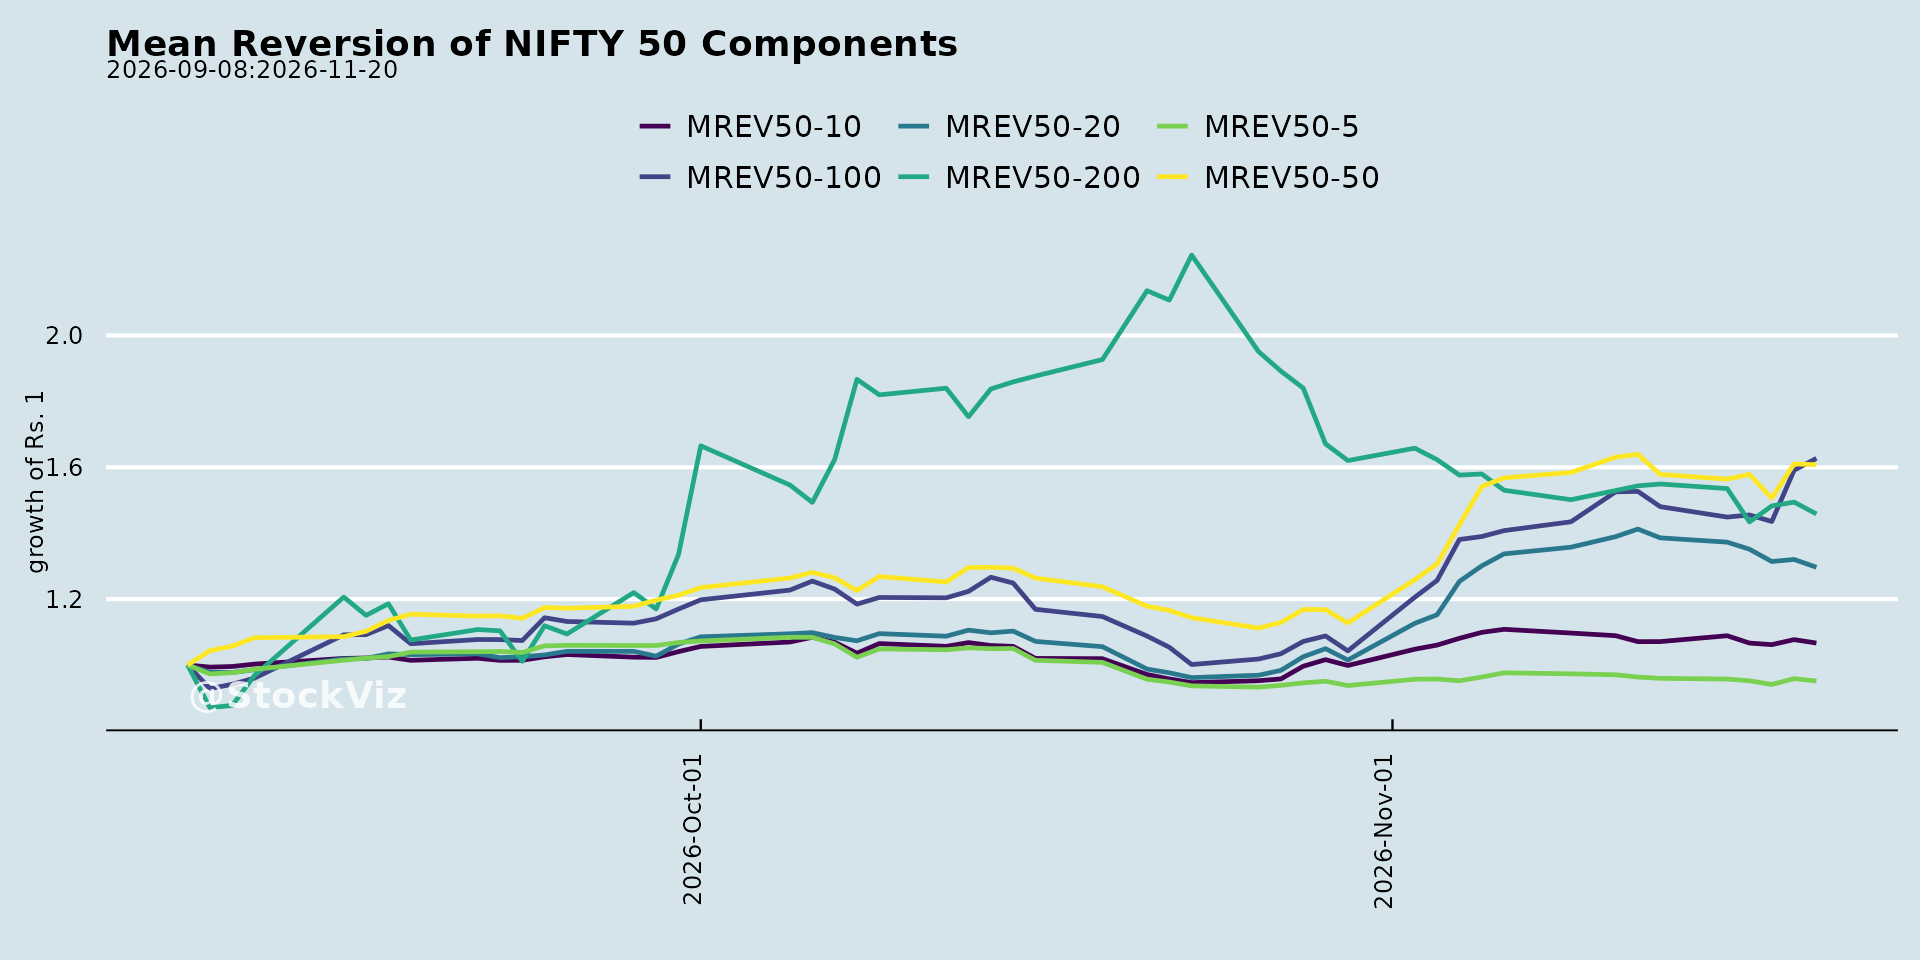 Mean Reversion of NIFTY 50 Components
2026-09-08:2026-11-20
MREV50-10 MREV50-20 MREV50-5
MREV50-100 MREV50-200 MREV50-50
2.0
1.6
1.2
growth of Rs. 1
@StockViz
2026-Oct-01
2026-Nov-01